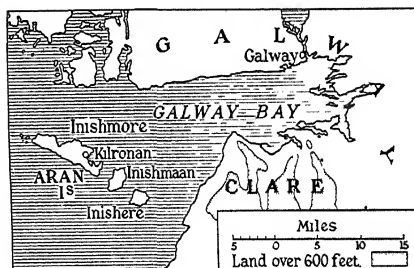 GALWAY
Galway
GALWAY BAY
Inishmore
Kilronan
ARAN
Is
Inishmaan
Inishere
CLARE
Miles
5 0 5 10 15
Land over 600 feet.